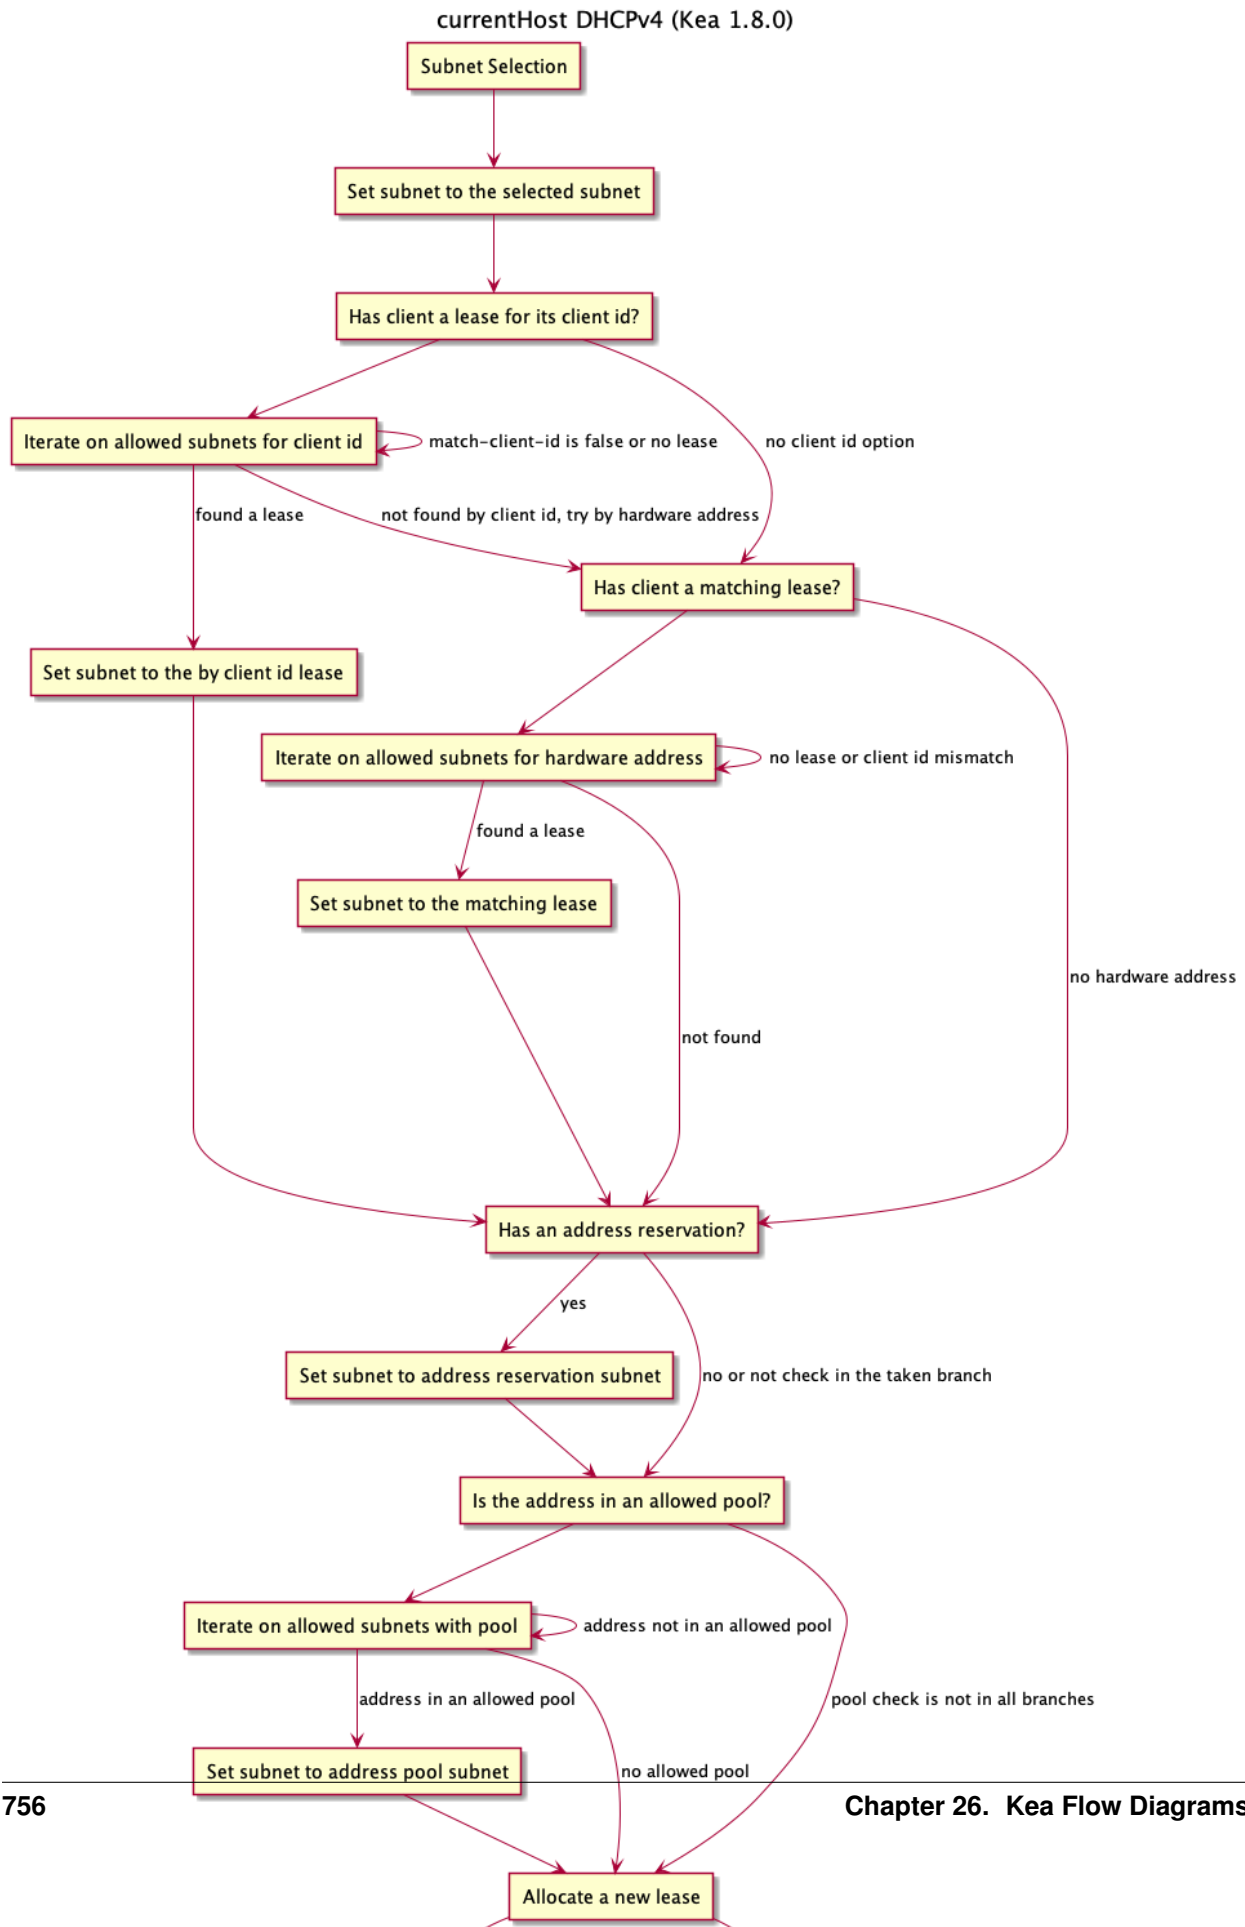 currentHost DHCPv4 (Kea 1.8.0)
Subnet Selection
Set subnet to the selected subnet
Has client a lease for its client id?
Iterate on allowed subnets for client id
match-client-id is false or no lease
no client id option
found a lease
not found by client id, try by hardware address
Has client a matching lease?
Set subnet to the by client id lease
Iterate on allowed subnets for hardware address
no lease or client id mismatch
found a lease
Set subnet to the matching lease
no hardware address
not found
Has an address reservation?
yes
Set subnet to address reservation subnet
no or not check in the taken branch
Is the address in an allowed pool?
Iterate on allowed subnets with pool
address not in an allowed pool
address in an allowed pool
pool check is not in all branches
Set subnet to address pool subnet
no allowed pool
756
Chapter 26. Kea Flow Diagrams
Allocate a new lease